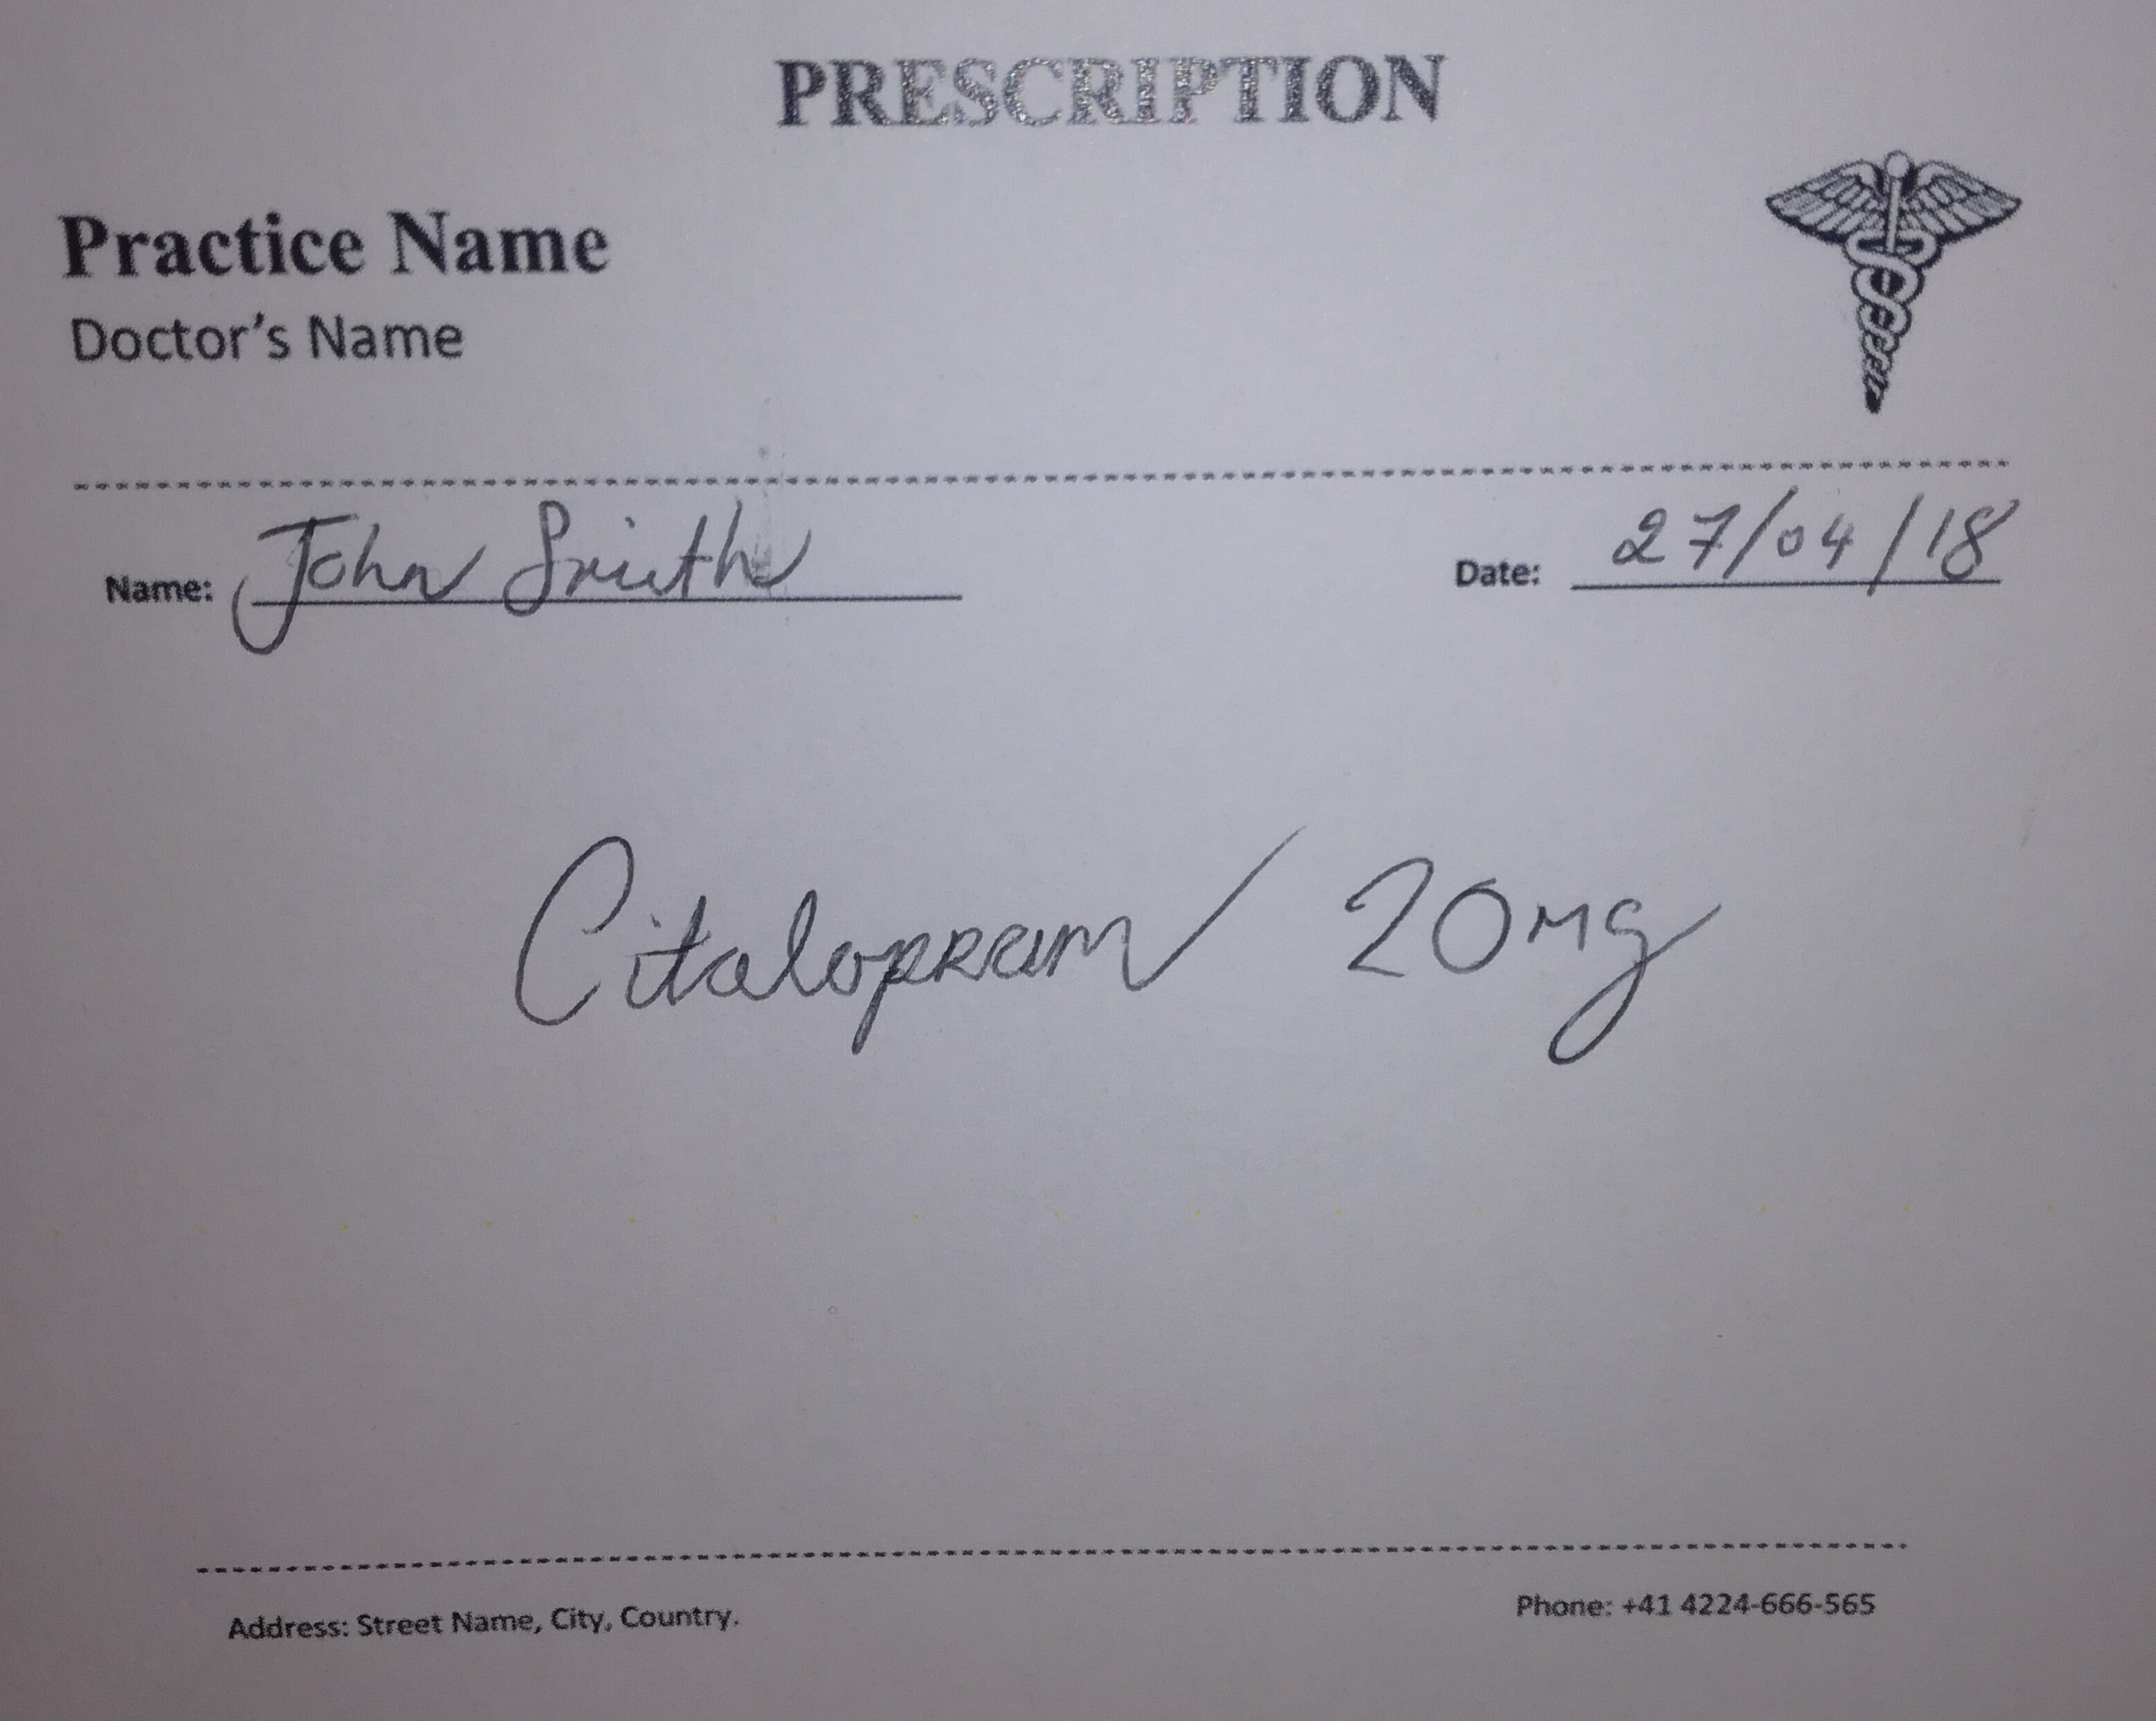 PRESCRIPTION
Practice Name
Doctor's Name
Name: John Smith Date: 27/04/18
Citalopram 20mg
Address: Street Name, City, Country. Phone: +41 4224-666-565